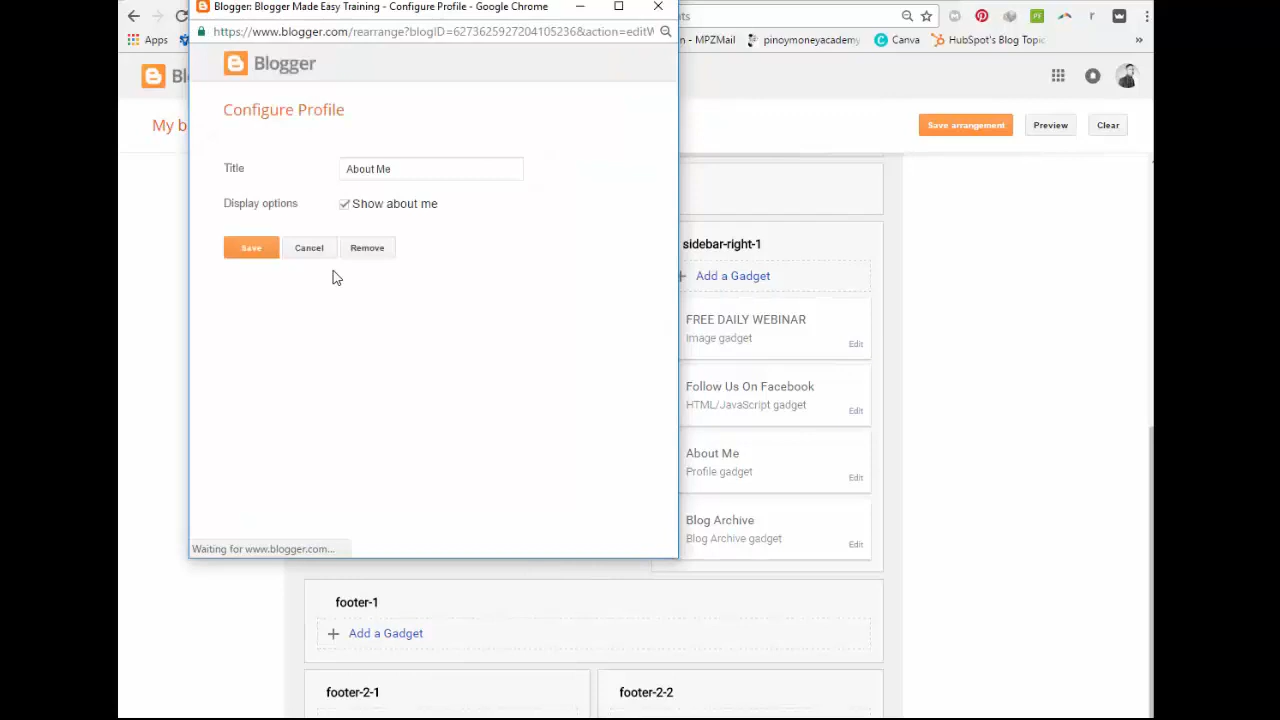 Blogger: Blogger Made Easy Training - Configure Profile - Google Chrome
https://www.blogger.com/rearrange?blogID=6273625927204105236&action=editW
Apps
n - MPZMail
pinoymoneyacademy
Canva
HubSpot's Blog Topic
»
Blogger
Configure Profile
My b
Save arrangement
Preview
Clear
Title
About Me
Display options
Show about me
Save
Cancel
Remove
sidebar-right-1
+ Add a Gadget
FREE DAILY WEBINAR
Image gadget
Edit
Follow Us On Facebook
HTML/JavaScript gadget
Edit
About Me
Profile gadget
Edit
Blog Archive
Blog Archive gadget
Edit
Waiting for www.blogger.com...
footer-1
+ Add a Gadget
footer-2-1
footer-2-2